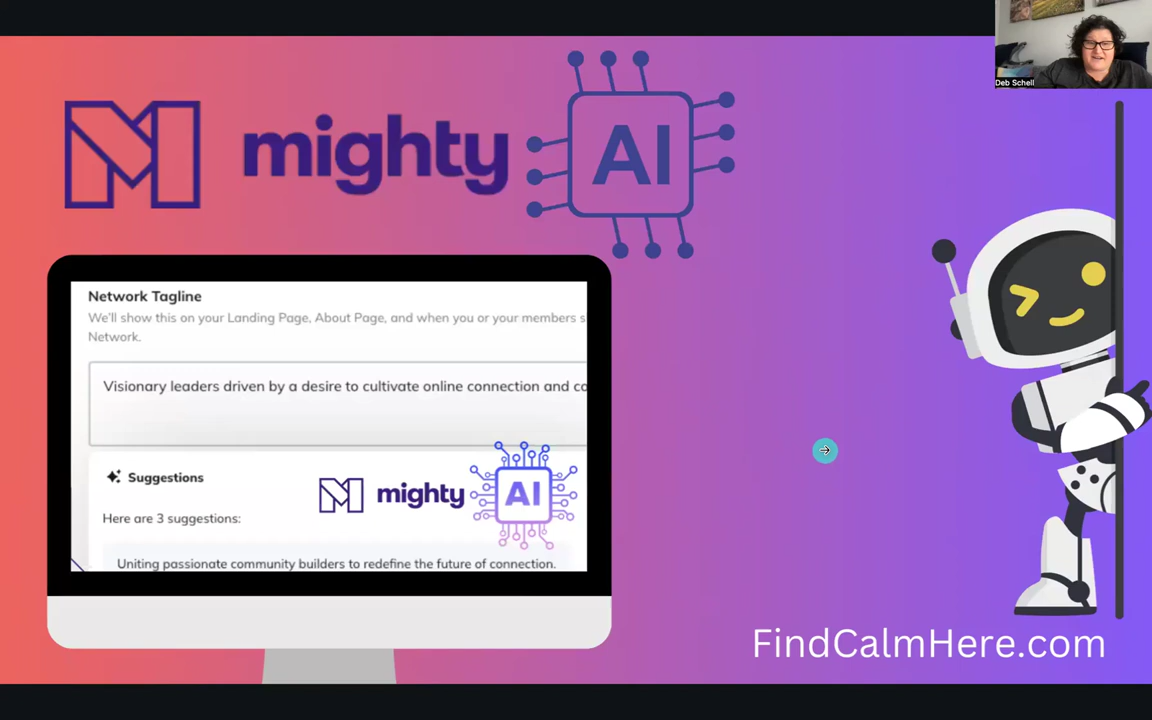 Deb Schell
mighty
AI
Network Tagline
We'll show this on your Landing Page, About Page, and when you or your members s
Network.
Visionary leaders driven by a desire to cultivate online connection and co
Suggestions
mighty
AI
Here are 3 suggestions:
Uniting passionate community builders to redefine the future of connection.
FindCalmHere.com